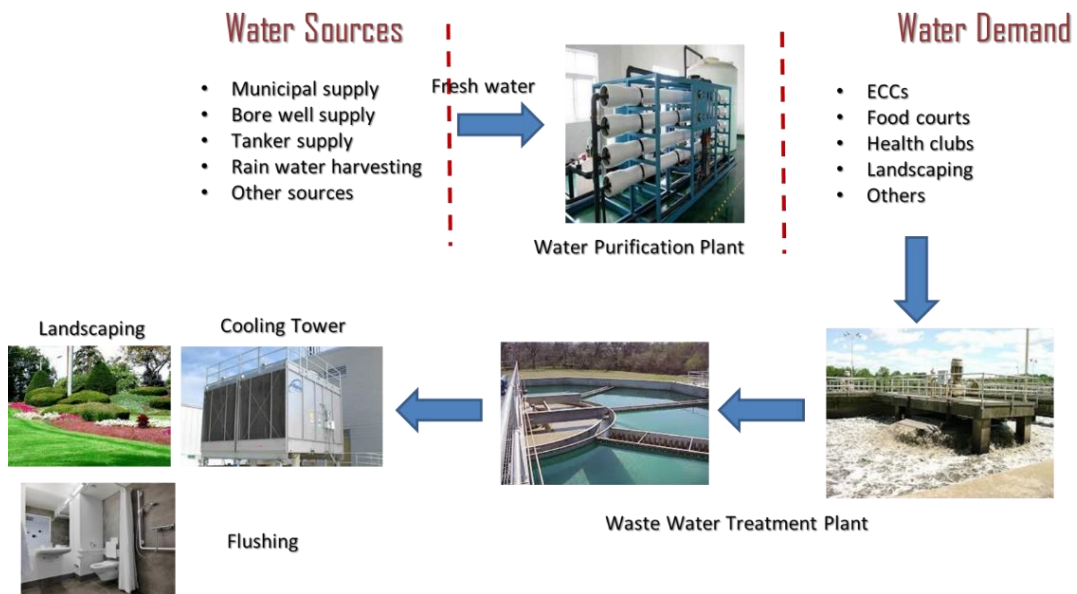 Water Sources
Water Demand
• Municipal supply
• Bore well supply
• Tanker supply
• Rain water harvesting
• Other sources
Fresh water
• ECCs
• Food courts
• Health clubs
• Landscaping
• Others
Water Purification Plant
Landscaping
Cooling Tower
Waste Water Treatment Plant
Flushing